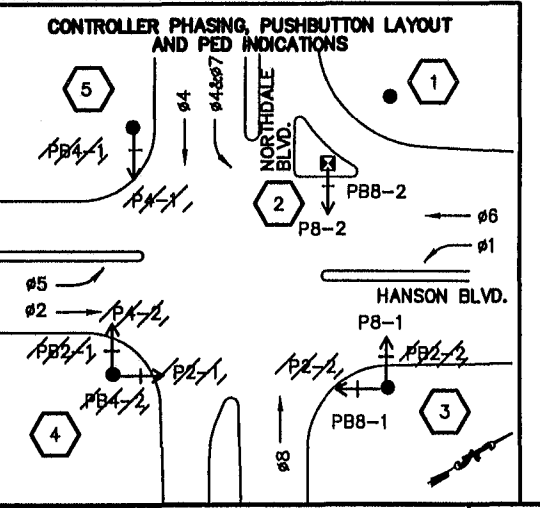 CONTROLLER PHASING, PUSHBUTTON LAYOUT
AND PED INDICATIONS
5
1
ø4
ø4&ø7
NORTHDALE
BLVD.
PB4-1
P4-1
2
PB8-2
P8-2
ø6
ø1
ø5
ø2
HANSON BLVD.
P4-2
P8-1
PB2-1
PB2-2
P2-1
P2-2
PB4-2
PB8-1
4
3
ø8